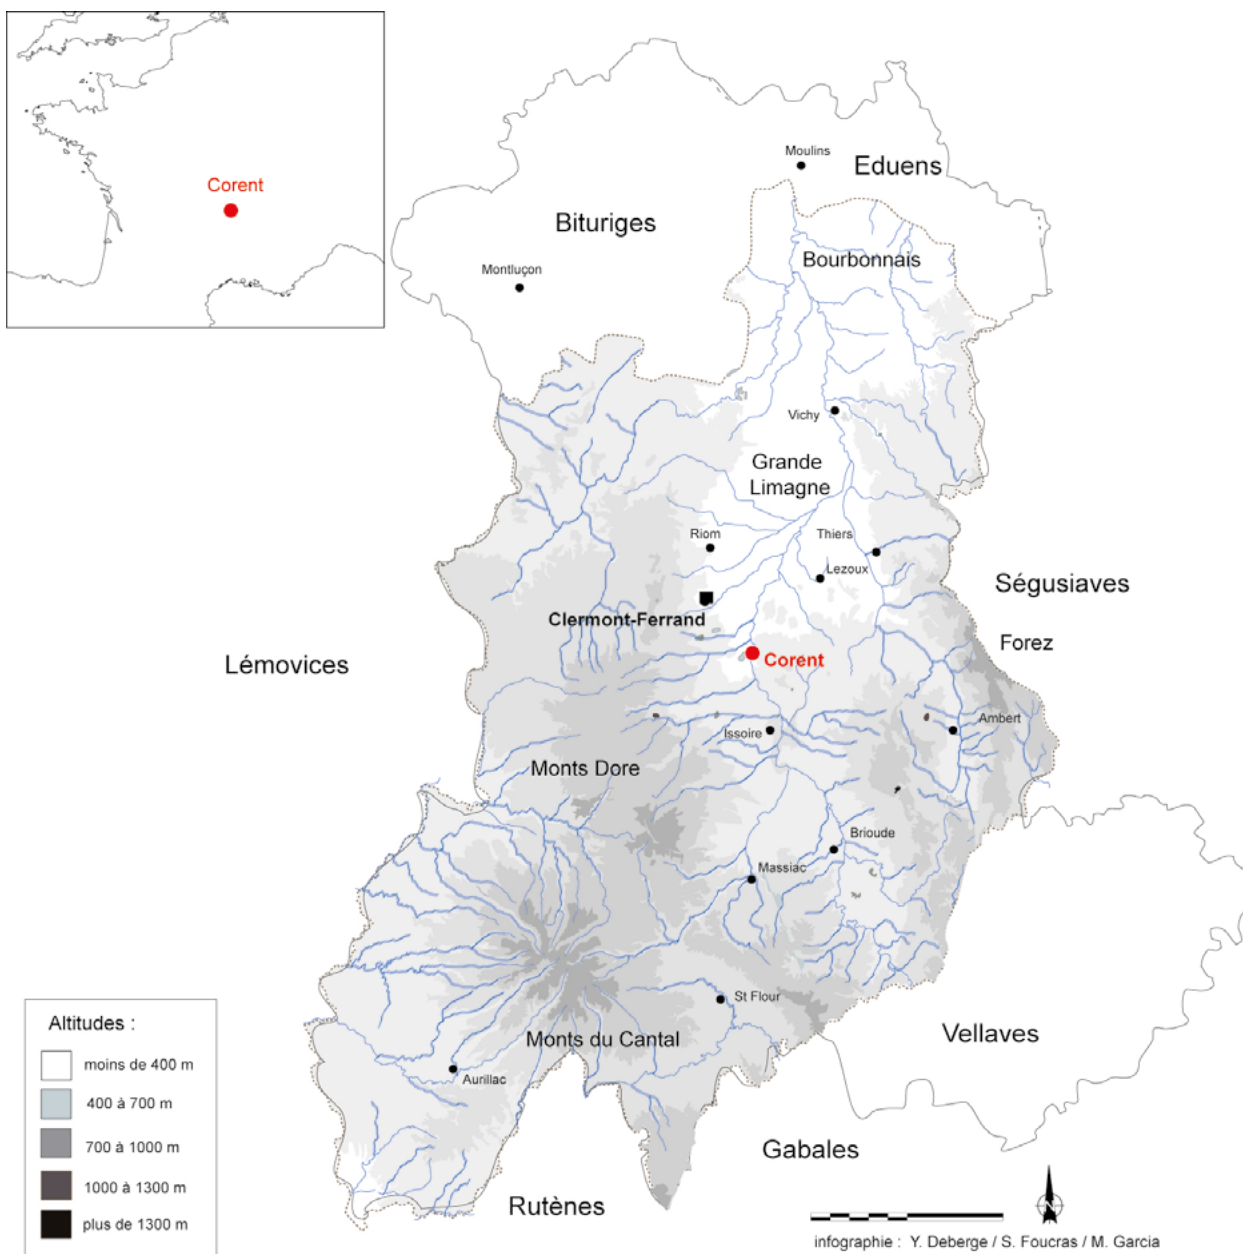 Corent
Moulins
Eduens
Bituriges
Bourbonnais
Montluçon
Vichy
Grande
Limagne
Riom
Thiers
Lezoux
Ségusiaves
Clermont-Ferrand
Forez
Lémovices
Corent
Ambert
Issoire
Monts Dore
Brioude
Massiac
St Flour
Altitudes :
moins de 400 m
400 à 700 m
700 à 1000 m
1000 à 1300 m
plus de 1300 m
Monts du Cantal
Vellaves
Aurillac
Gabales
Rutènes
infographie : Y. Deberge / S. Foucras / M. Garcia